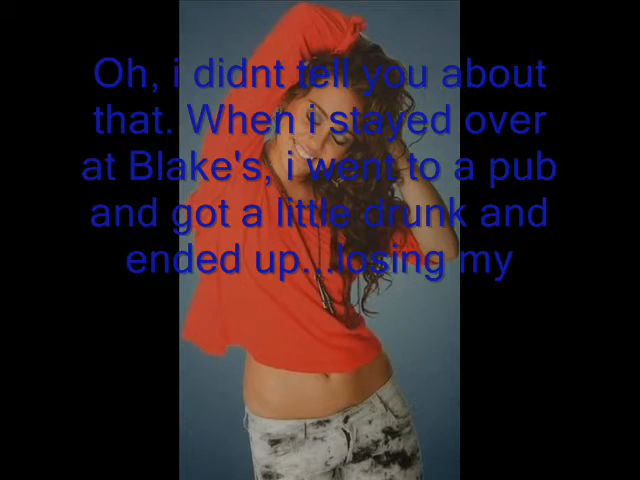 Oh, i didnt tell you about
that. When i stayed over
at Blake's, i went to a pub
and got a little drunk and
ended up...losing my